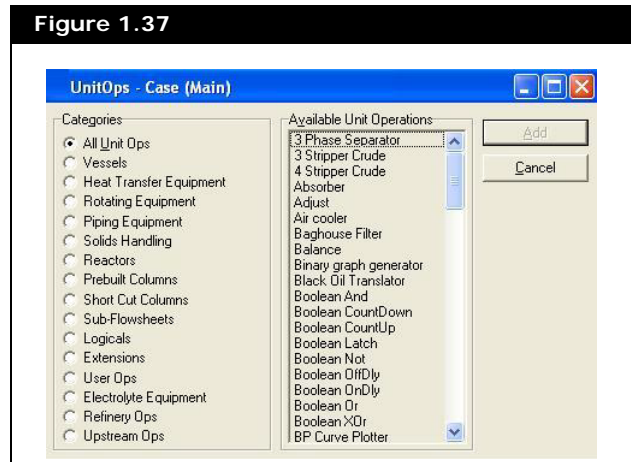 Figure 1.37
UnitOps - Case (Main)
Categories
All Unit Ops
Vessels
Heat Transfer Equipment
Rotating Equipment
Piping Equipment
Solids Handling
Reactors
Prebuilt Columns
Short Cut Columns
Sub-Flowsheets
Logicals
Extensions
User Ops
Electrolyte Equipment
Refinery Ops
Upstream Ops
Available Unit Operations
3 Phase Separator
3 Stripper Crude
4 Stripper Crude
Absorber
Adjust
Air cooler
Baghouse Filter
Balance
Binary graph generator
Black Oil Translator
Boolean And
Boolean CountDown
Boolean CountUp
Boolean Latch
Boolean Not
Boolean OffDly
Boolean OnDly
Boolean Or
Boolean XOr
BP Curve Plotter
Add
Cancel